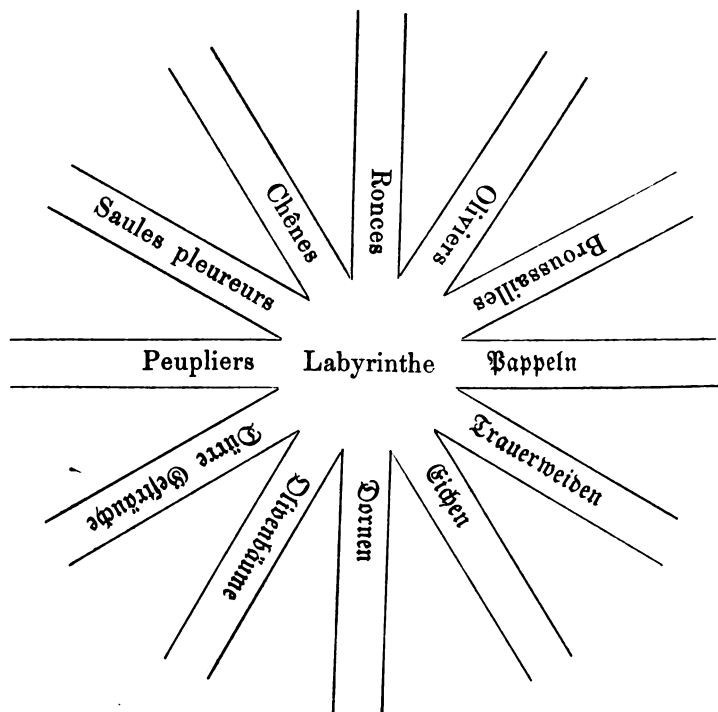 Ronces
Oliviers
Chênes
Broussailles
Saules pleureurs
Peupliers
Labyrinthe
Pappeln
Trauerweiden
Dürre Gesträuche
Eichen
Olivenbäume
Dornen